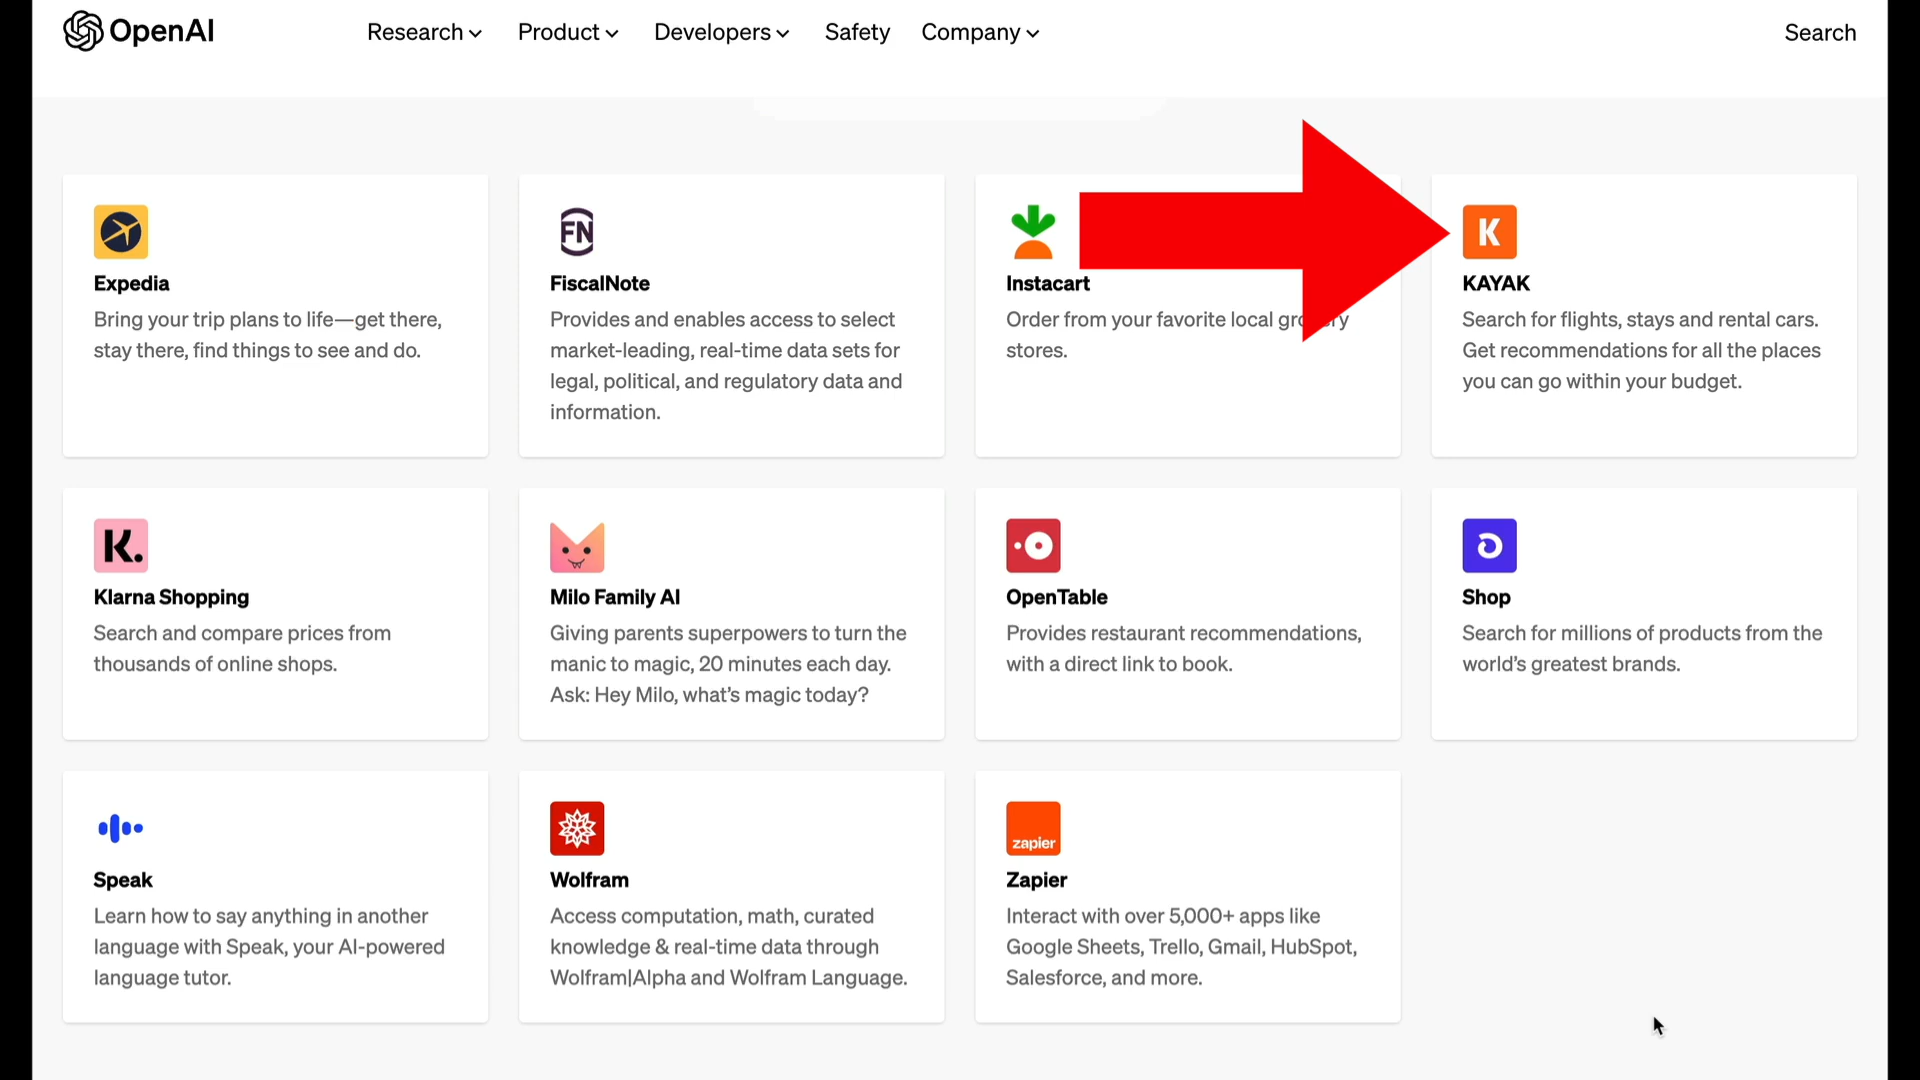 OpenAI
Research
Product
Developers
Safety
Company
Search
Expedia
Bring your trip plans to life—get there,
stay there, find things to see and do.
FN
FiscalNote
Provides and enables access to select
market-leading, real-time data sets for
legal, political, and regulatory data and
information.
Instacart
Order from your favorite local grocery
stores.
K
KAYAK
Search for flights, stays and rental cars.
Get recommendations for all the places
you can go within your budget.
K.
Klarna Shopping
Search and compare prices from
thousands of online shops.
Milo Family AI
Giving parents superpowers to turn the
manic to magic, 20 minutes each day.
Ask: Hey Milo, what’s magic today?
OpenTable
Provides restaurant recommendations,
with a direct link to book.
Shop
Search for millions of products from the
world’s greatest brands.
Speak
Learn how to say anything in another
language with Speak, your AI-powered
language tutor.
Wolfram
Access computation, math, curated
knowledge & real-time data through
Wolfram|Alpha and Wolfram Language.
zapier
Zapier
Interact with over 5,000+ apps like
Google Sheets, Trello, Gmail, HubSpot,
Salesforce, and more.